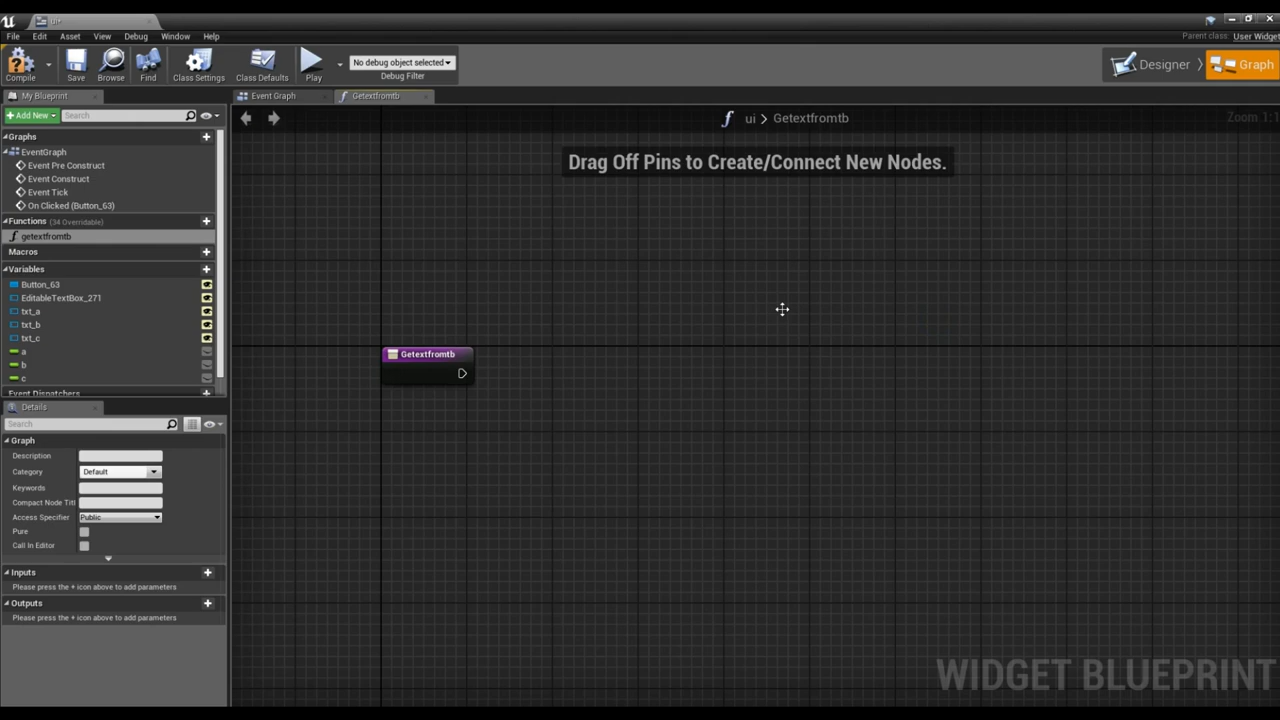 ui*
File Edit Asset View Debug Window Help
Parent class: User Widget
Compile Save Browse Find Class Settings Class Defaults Play
No debug object selected
Debug Filter
Designer Graph
My Blueprint
Event Graph
Getextfromtb
Add New
Search
ui > Getextfromtb
Zoom 1:1
Drag Off Pins to Create/Connect New Nodes.
Graphs
EventGraph
Event Pre Construct
Event Construct
Event Tick
On Clicked (Button_63)
Functions (34 Overridable)
getextfromtb
Macros
Variables
Button_63
EditableTextBox_271
txt_a
txt_b
txt_c
a
b
c
Event Dispatchers
Getextfromtb
Details
Search
Graph
Description
Category Default
Keywords
Compact Node Titl
Access Specifier Public
Pure
Call In Editor
Inputs
Please press the + icon above to add parameters
Outputs
Please press the + icon above to add parameters
WIDGET BLUEPRINT